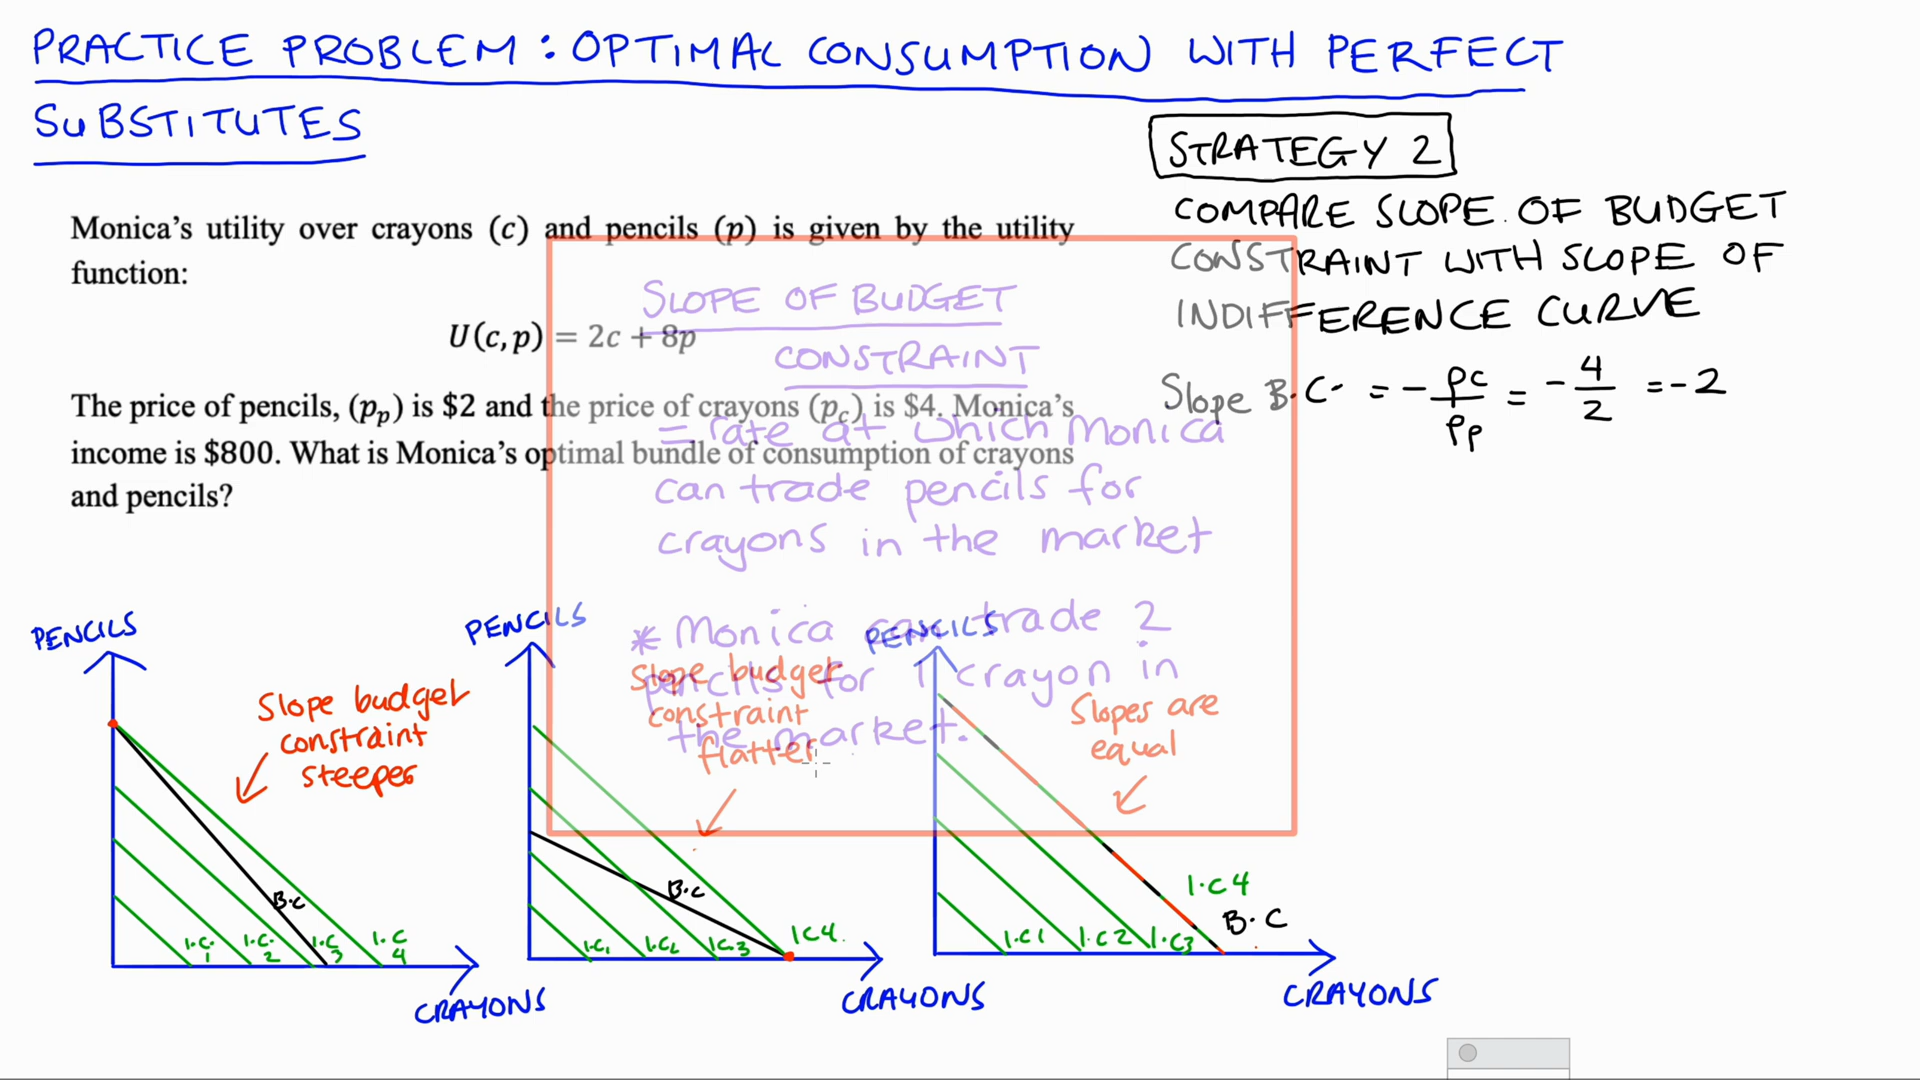 PRACTICE PROBLEM: OPTIMAL CONSUMPTION WITH PERFECT
SUBSTITUTES
STRATEGY 2
COMPARE SLOPE OF BUDGET
CONSTRAINT WITH SLOPE OF
INDIFFERENCE CURVE
Slope B.C. = - pc/pp = - 4/2 = -2
Monica's utility over crayons (c) and pencils (p) is given by the utility
function:
U(c,p) = 2c + 8p
The price of pencils, (pp) is $2 and the price of crayons (pc) is $4. Monica's
income is $800. What is Monica's optimal bundle of consumption of crayons
and pencils?
SLOPE OF BUDGET
CONSTRAINT
= rate at which Monica
can trade pencils for
crayons in the market
* Monica can trade 2
pencils for 1 crayon in
the market.
PENCILS
Slope budget
constraint
steeper
B.C
I.C. 1
I.C. 2
I.C 3
I.C 4
CRAYONS
PENCILS
Slope budget
constraint
flatter
B.C
I.C1
I.C2
IC3
IC4.
CRAYONS
PENCILS
Slopes are
equal
I.C4
B.C
I.C1
I.C2
I.C3
CRAYONS